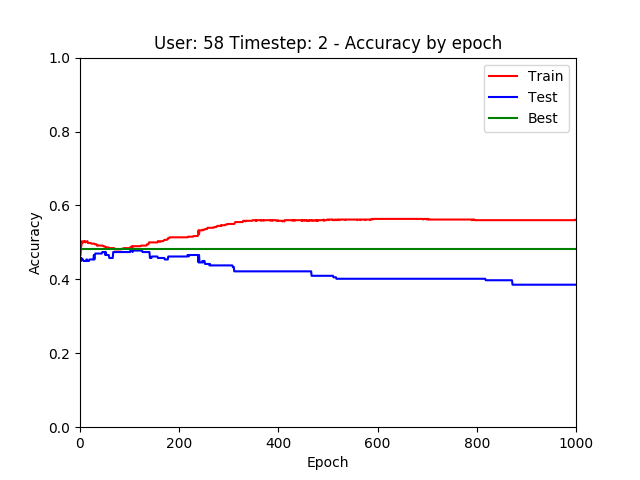 User: 58 Timestep: 2 - Accuracy by epoch
1.0
0.8
0.6
0.4
0.2
0.0
Accuracy
Train
Test
Best
0 200 400 600 800 1000
Epoch